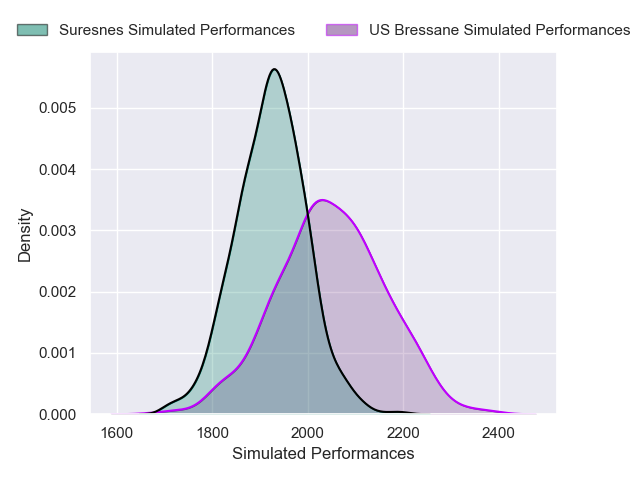 Suresnes Simulated Performances US Bressane Simulated Performances
0.005
0.004
0.003
0.002
0.001
0.000
Density
1600 1800 2000 2200 2400
Simulated Performances